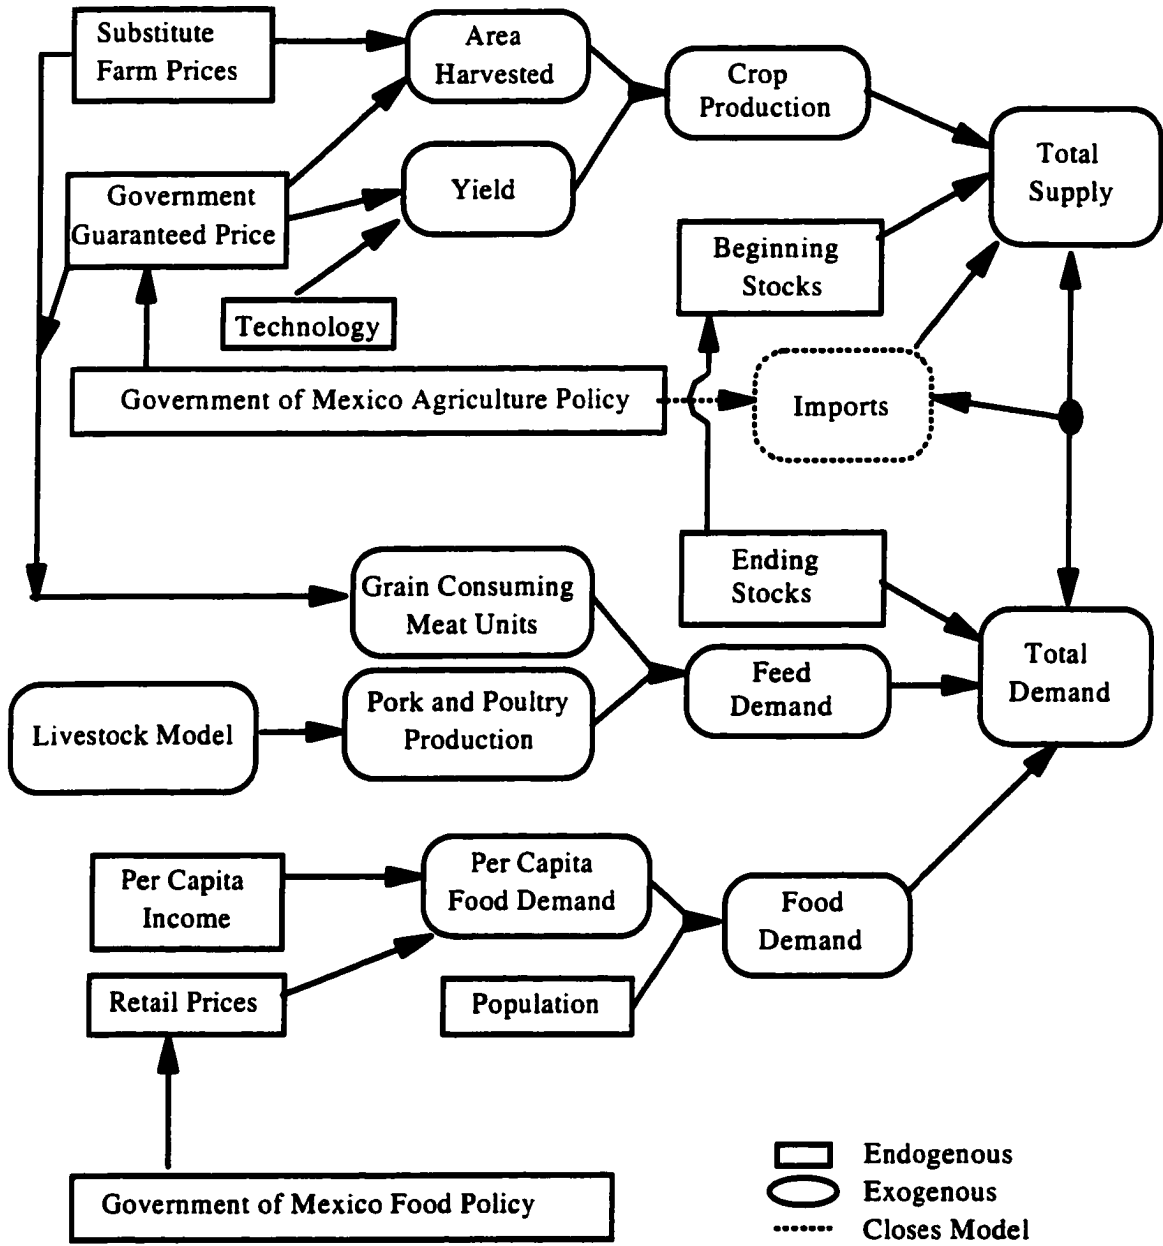 Substitute
Farm Prices
Area
Harvested
Crop
Production
Total
Supply
Government
Guaranteed Price
Yield
Beginning
Stocks
Technology
Government of Mexico Agriculture Policy
Imports
Ending
Stocks
Grain Consuming
Meat Units
Total
Demand
Feed
Demand
Livestock Model
Pork and Poultry
Production
Per Capita
Income
Per Capita
Food Demand
Food
Demand
Retail Prices
Population
Government of Mexico Food Policy
Endogenous
Exogenous
Closes Model